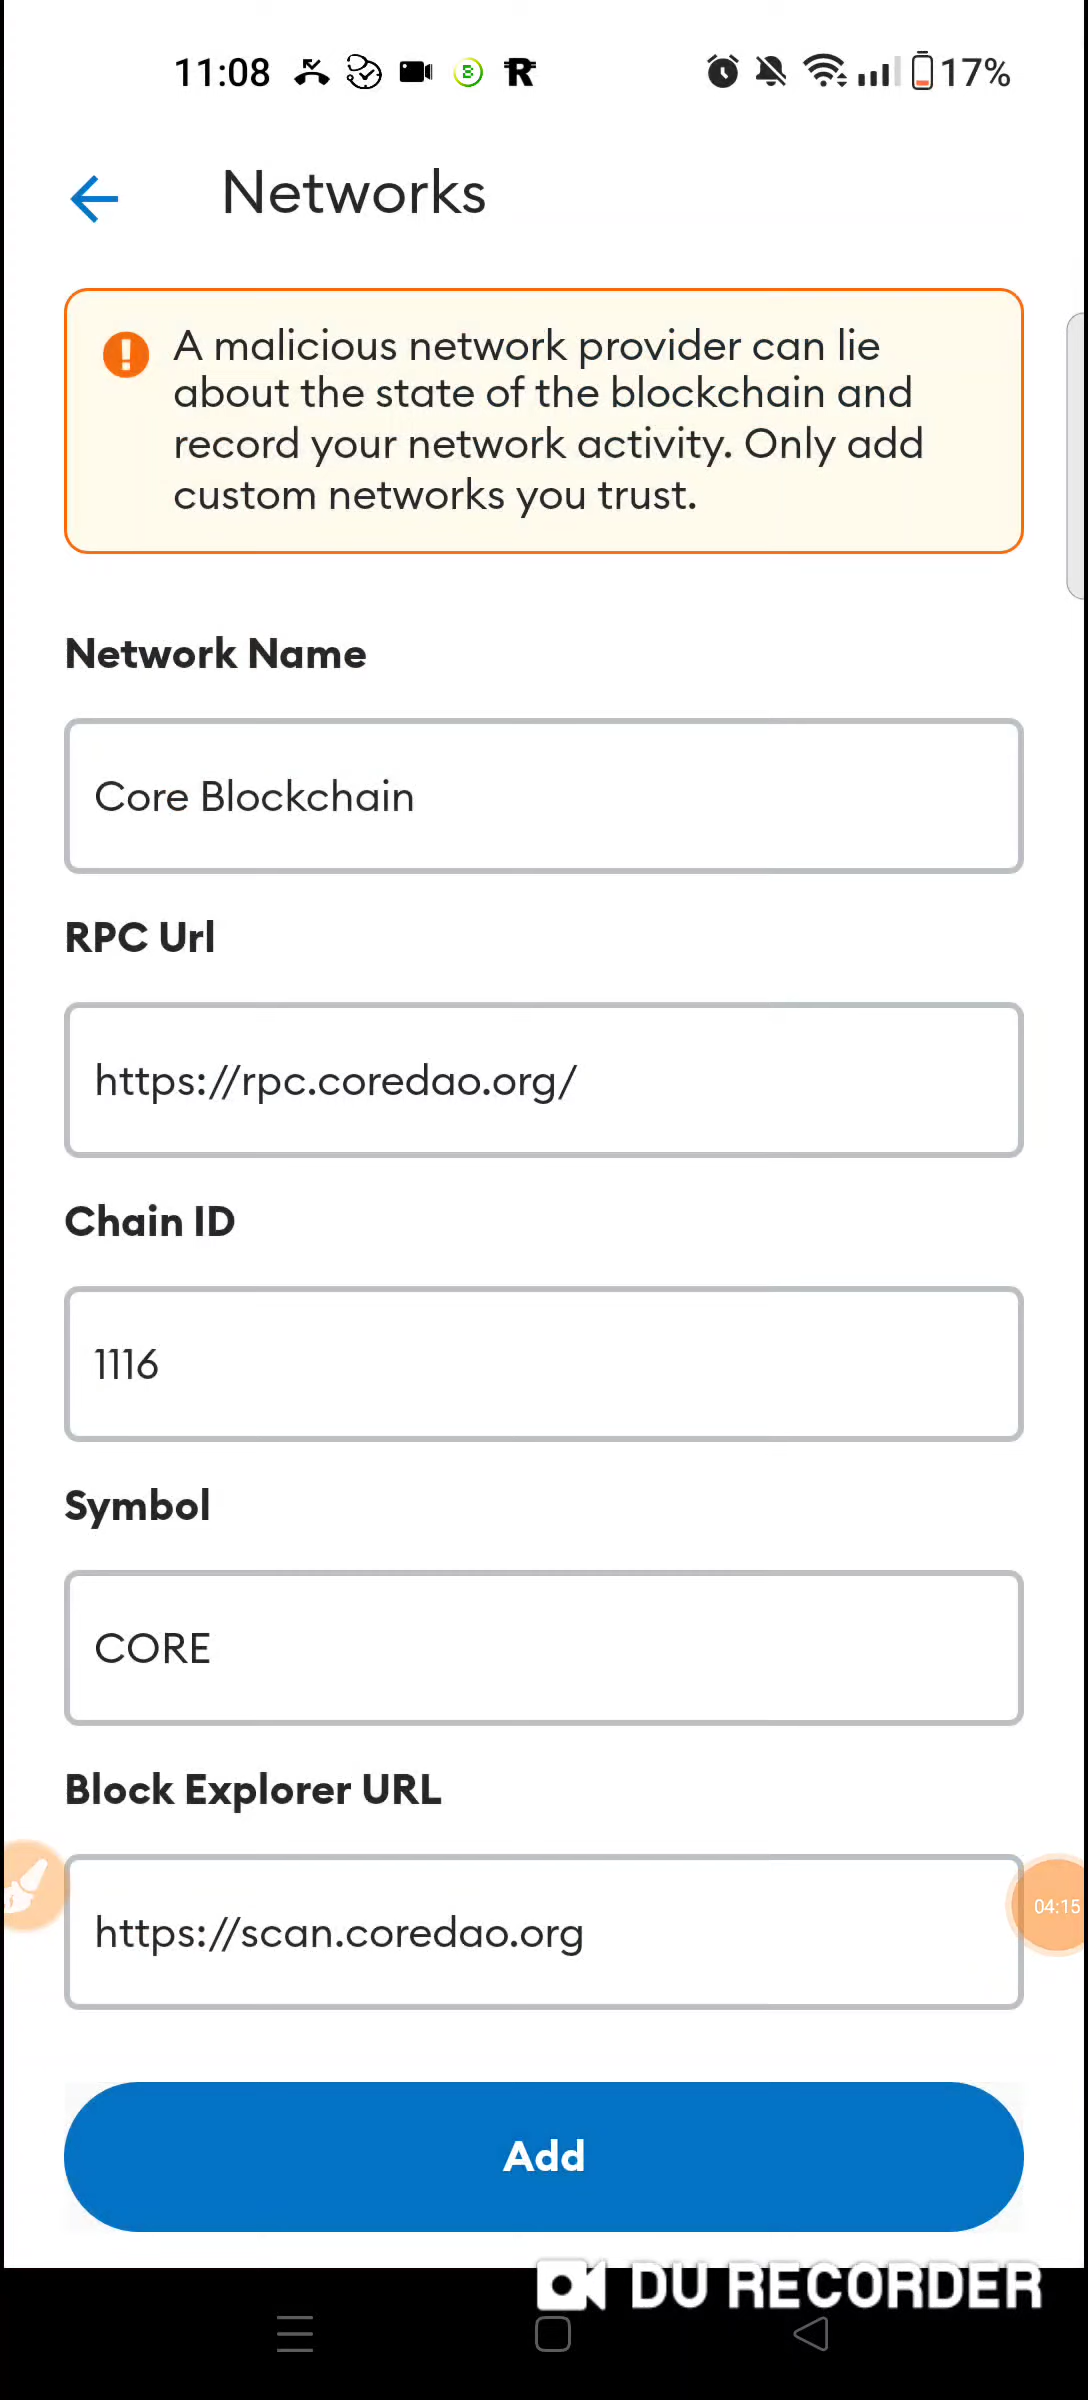 11:08
17%
Networks
A malicious network provider can lie
about the state of the blockchain and
record your network activity. Only add
custom networks you trust.
Network Name
Core Blockchain
RPC Url
https://rpc.coredao.org/
Chain ID
1116
Symbol
CORE
Block Explorer URL
https://scan.coredao.org
04:15
Add
DU RECORDER